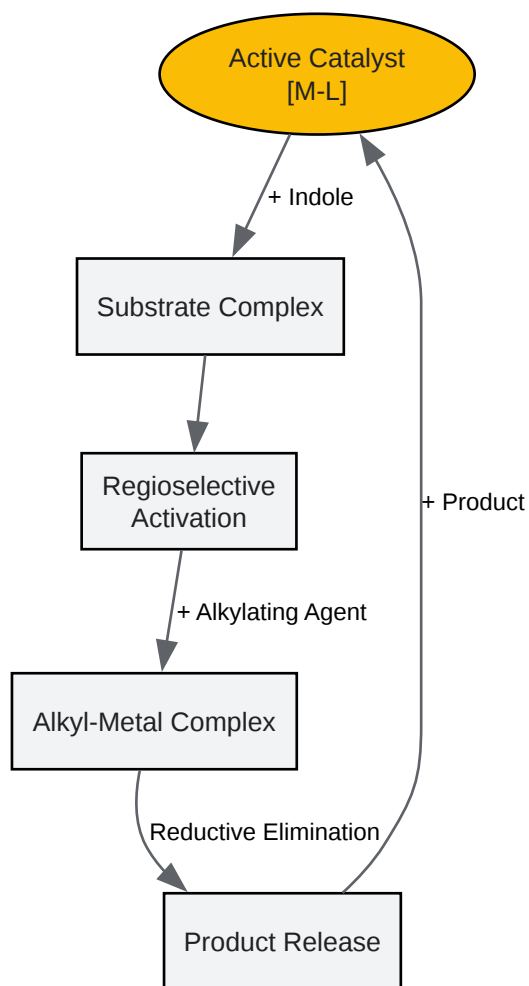 Active Catalyst
[M-L]
+ Indole
Substrate Complex
Regioselective
Activation
+ Product
+ Alkylating Agent
Alkyl-Metal Complex
Reductive Elimination
Product Release